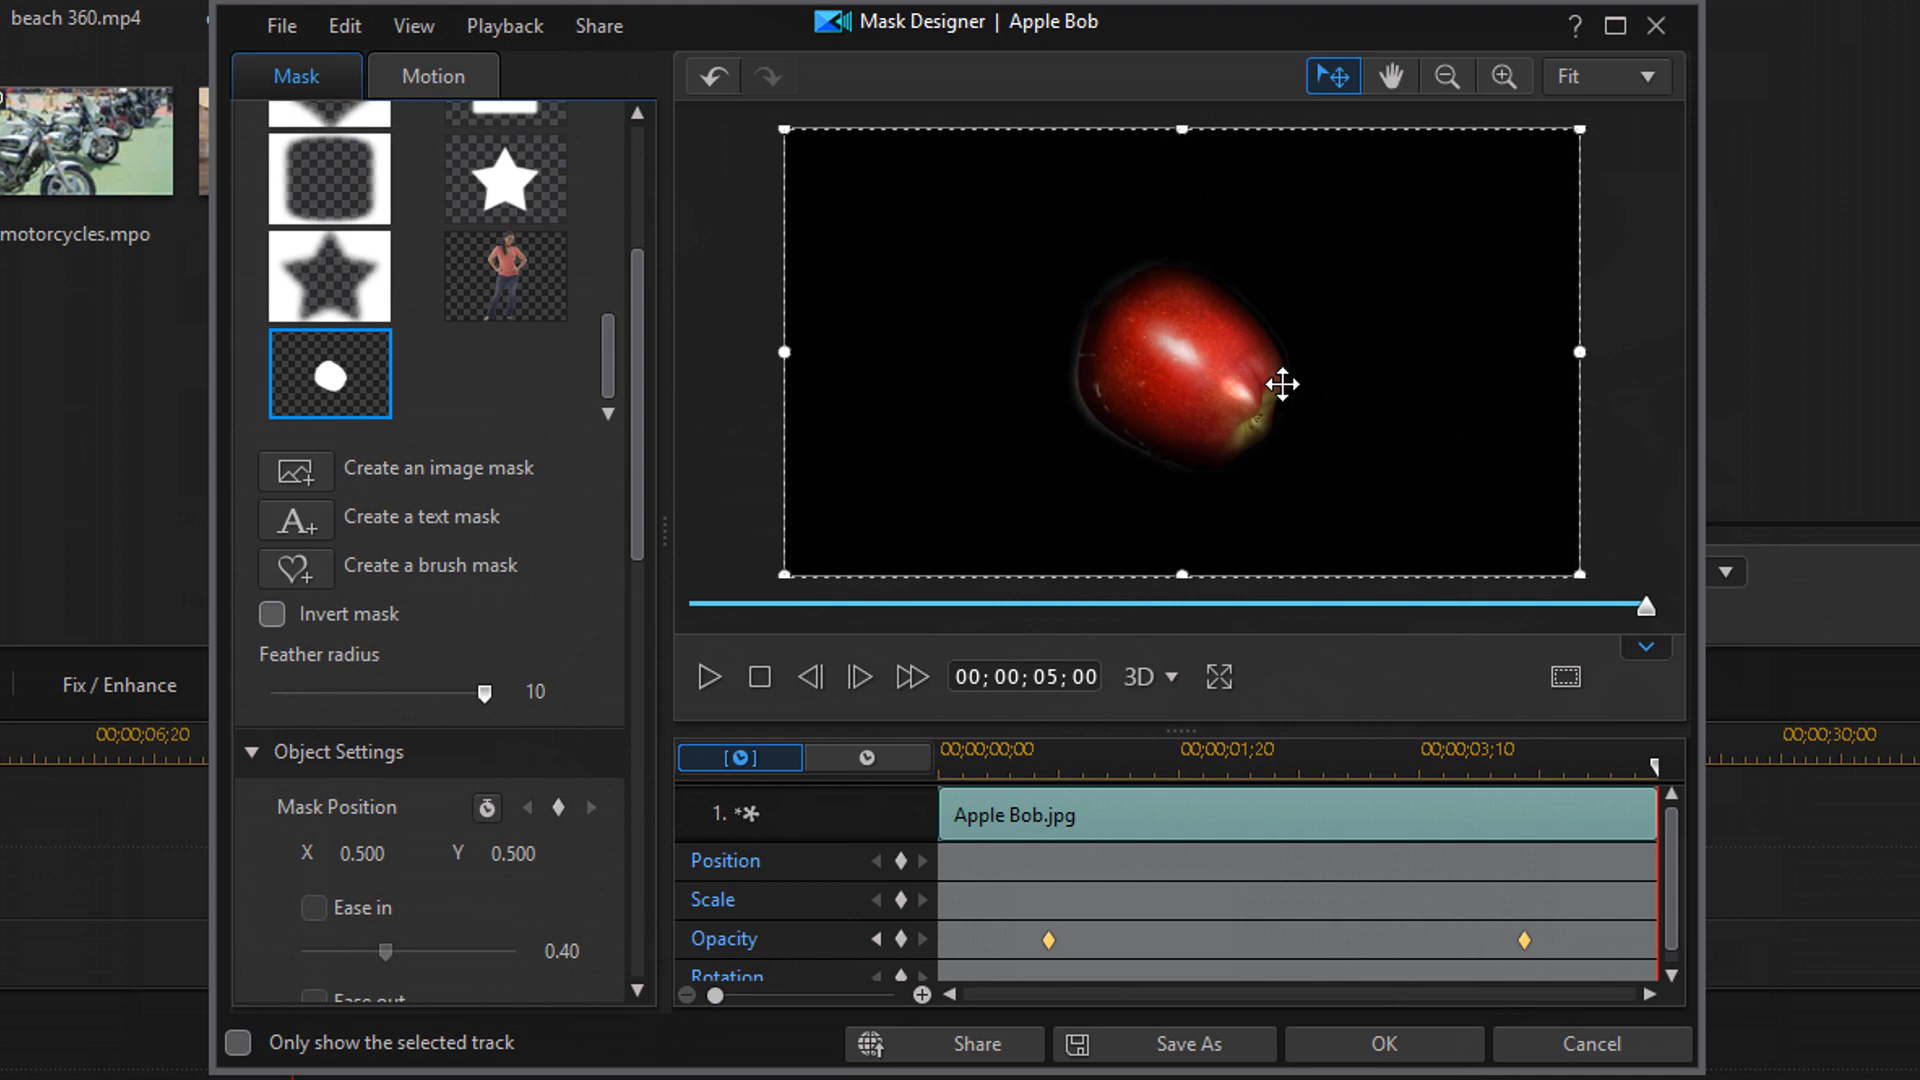 beach 360.mp4
motorcycles.mpo
File Edit View Playback Share
Mask Designer | Apple Bob
?
Mask Motion
Fit
Create an image mask
Create a text mask
Create a brush mask
Invert mask
Feather radius
10
Object Settings
Mask Position
X 0.500 Y 0.500
Ease in
0.40
Ease out
00;00;05;00
3D
00;00;00;00 00;00;01;20 00;00;03;10
1.
Apple Bob.jpg
Position
Scale
Opacity
Rotation
Only show the selected track
Share Save As OK Cancel
Fix / Enhance
00;00;06;20
00;00;30;00